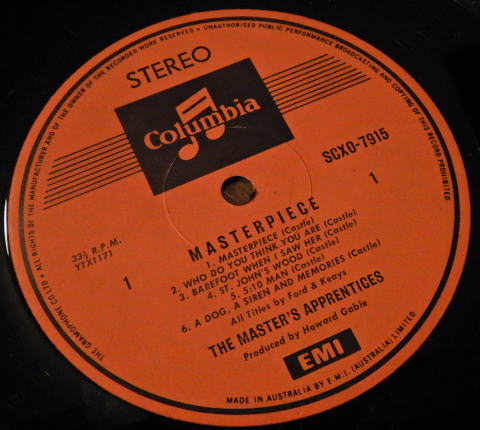 THE GRAMOPHONE CO LTD • ALL RIGHTS OF THE MANUFACTURER AND OF THE OWNER OF THE RECORDED WORK RESERVED • UNAUTHORISED PUBLIC PERFORMANCE BROADCASTING AND COPYING OF THIS RECORD PROHIBITED
STEREO
Columbia
SCXO-7915
33⅓ R.P.M.
YTX1171
1
1
MASTERPIECE
1. MASTERPIECE (Castle)
2. WHO DO YOU THINK YOU ARE (Castle)
3. BAREFOOT WHEN I SAW HER (Castle)
4. ST. JOHN'S WOOD (Castle)
5. 5:10 MAN (Castle)
6. A DOG, A SIREN AND MEMORIES (Castle)
All Titles by Ford & Keays
THE MASTER'S APPRENTICES
Produced by Howard Gable
EMI
MADE IN AUSTRALIA BY E.M.I. (AUSTRALIA) LIMITED